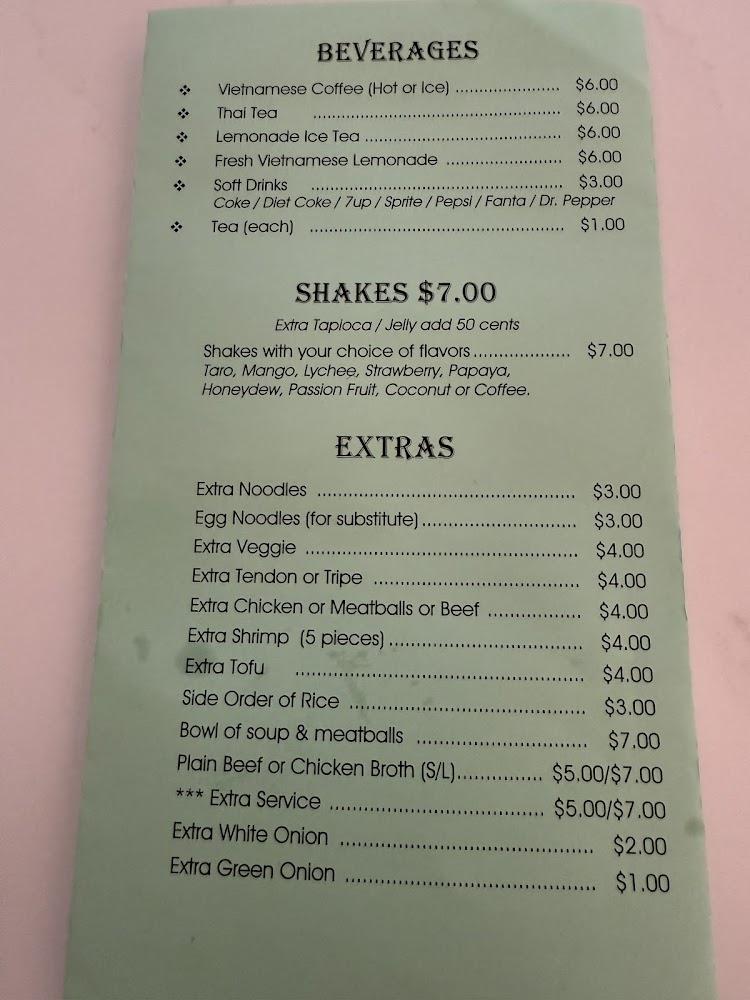 BEVERAGES
❖ Vietnamese Coffee (Hot or Ice) ..................... $6.00
❖ Thai Tea ................................................. $6.00
❖ Lemonade Ice Tea ....................................... $6.00
❖ Fresh Vietnamese Lemonade ....................... $6.00
❖ Soft Drinks .................................................. $3.00
Coke / Diet Coke / 7up / Sprite / Pepsi / Fanta / Dr. Pepper
❖ Tea (each) .................................................. $1.00
SHAKES $7.00
Extra Tapioca / Jelly add 50 cents
Shakes with your choice of flavors ................... $7.00
Taro, Mango, Lychee, Strawberry, Papaya,
Honeydew, Passion Fruit, Coconut or Coffee.
EXTRAS
Extra Noodles .................................................. $3.00
Egg Noodles (for substitute) .............................. $3.00
Extra Veggie ..................................................... $4.00
Extra Tendon or Tripe ........................................ $4.00
Extra Chicken or Meatballs or Beef .................. $4.00
Extra Shrimp (5 pieces) ..................................... $4.00
Extra Tofu ....................................................... $4.00
Side Order of Rice ............................................. $3.00
Bowl of soup & meatballs ................................ $7.00
Plain Beef or Chicken Broth (S/L) ............... $5.00/$7.00
*** Extra Service ...................................... $5.00/$7.00
Extra White Onion ............................................ $2.00
Extra Green Onion ........................................... $1.00